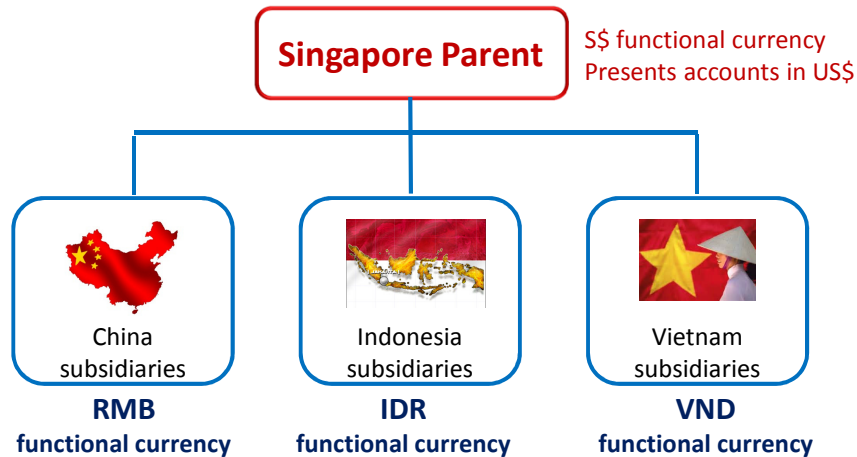 Singapore Parent
S$ functional currency
Presents accounts in US$
China
subsidiaries
Indonesia
subsidiaries
Vietnam
subsidiaries
RMB
functional currency
IDR
functional currency
VND
functional currency